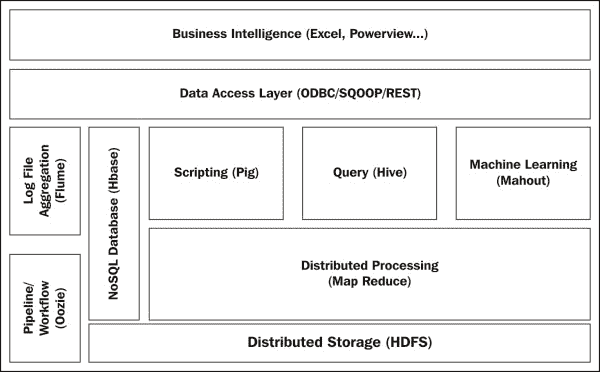 Business Intelligence (Excel, Powerview...)
Data Access Layer (ODBC/SQOOP/REST)
Log File
Aggregation
(Flume)
NoSQL Database (Hbase)
Scripting (Pig)
Query (Hive)
Machine Learning
(Mahout)
Distributed Processing
(Map Reduce)
Pipeline/
Workflow
(Oozie)
Distributed Storage (HDFS)